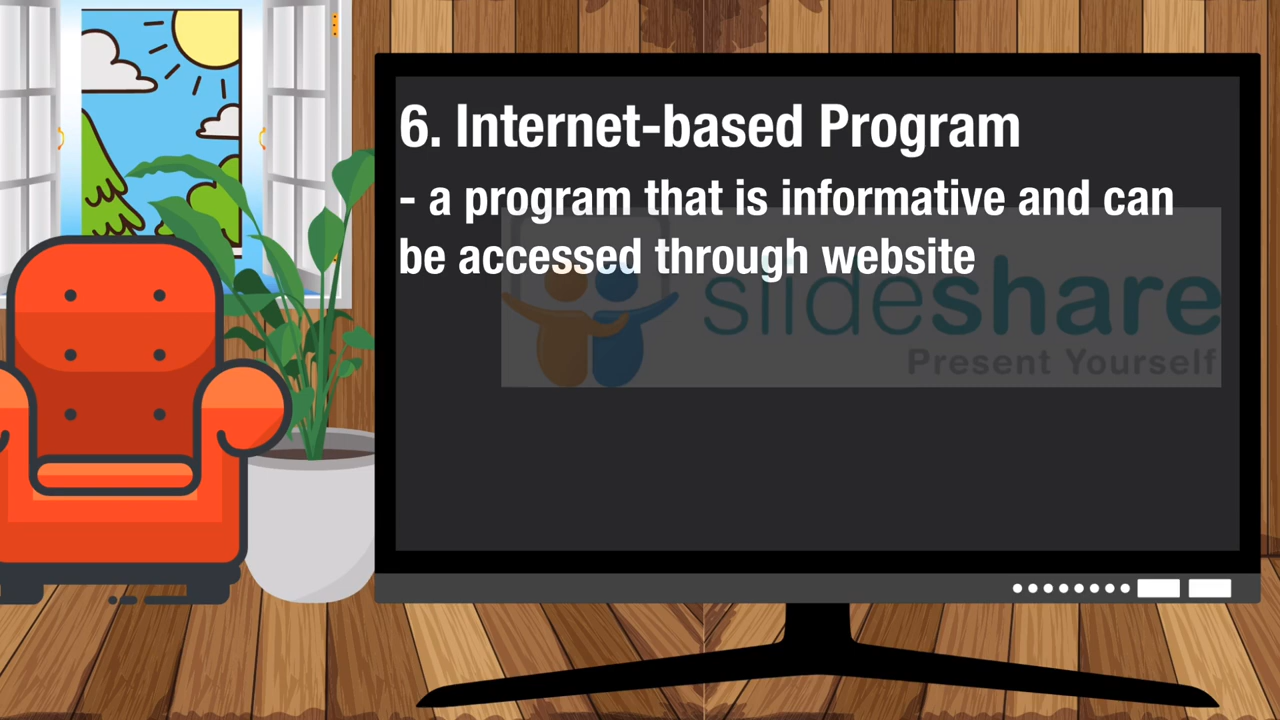 6. Internet-based Program
- a program that is informative and can
be accessed through website
slideshare
Present Yourself